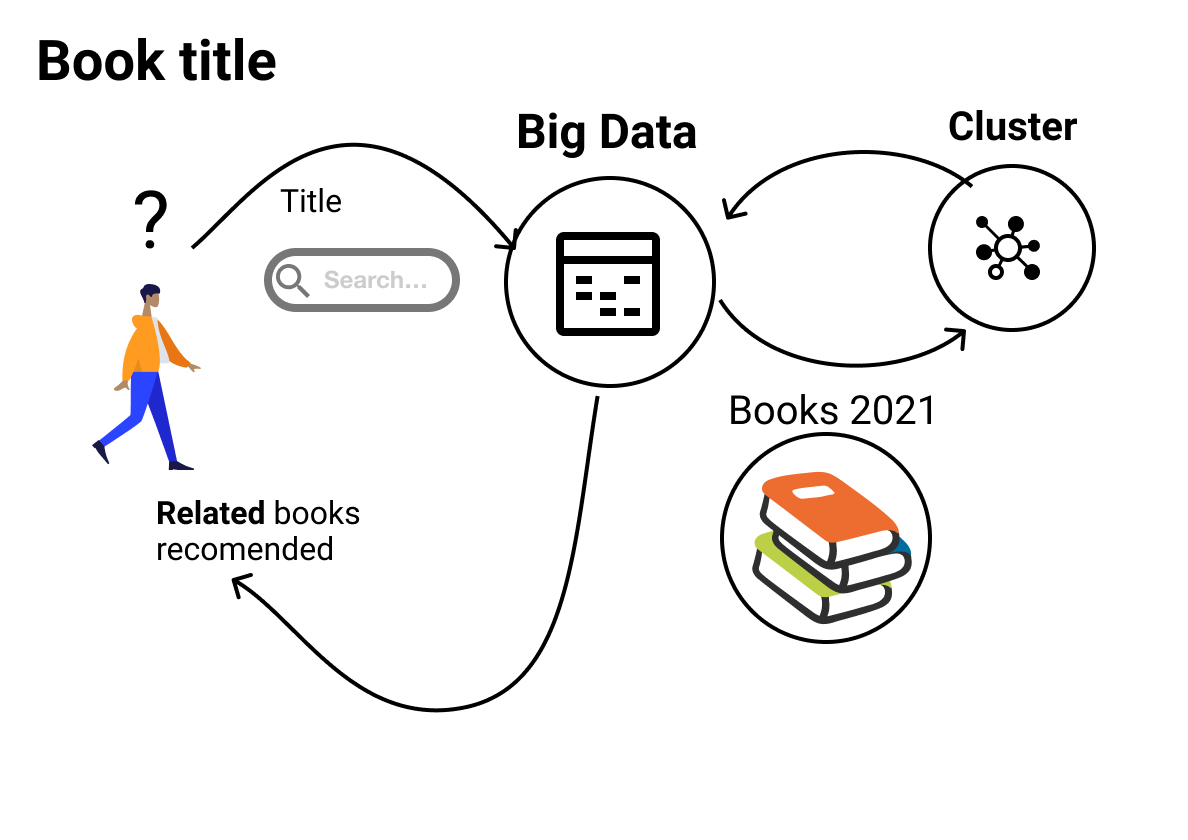 Book title
Big Data
Cluster
?
Title
Search...
Books 2021
Related books
recomended